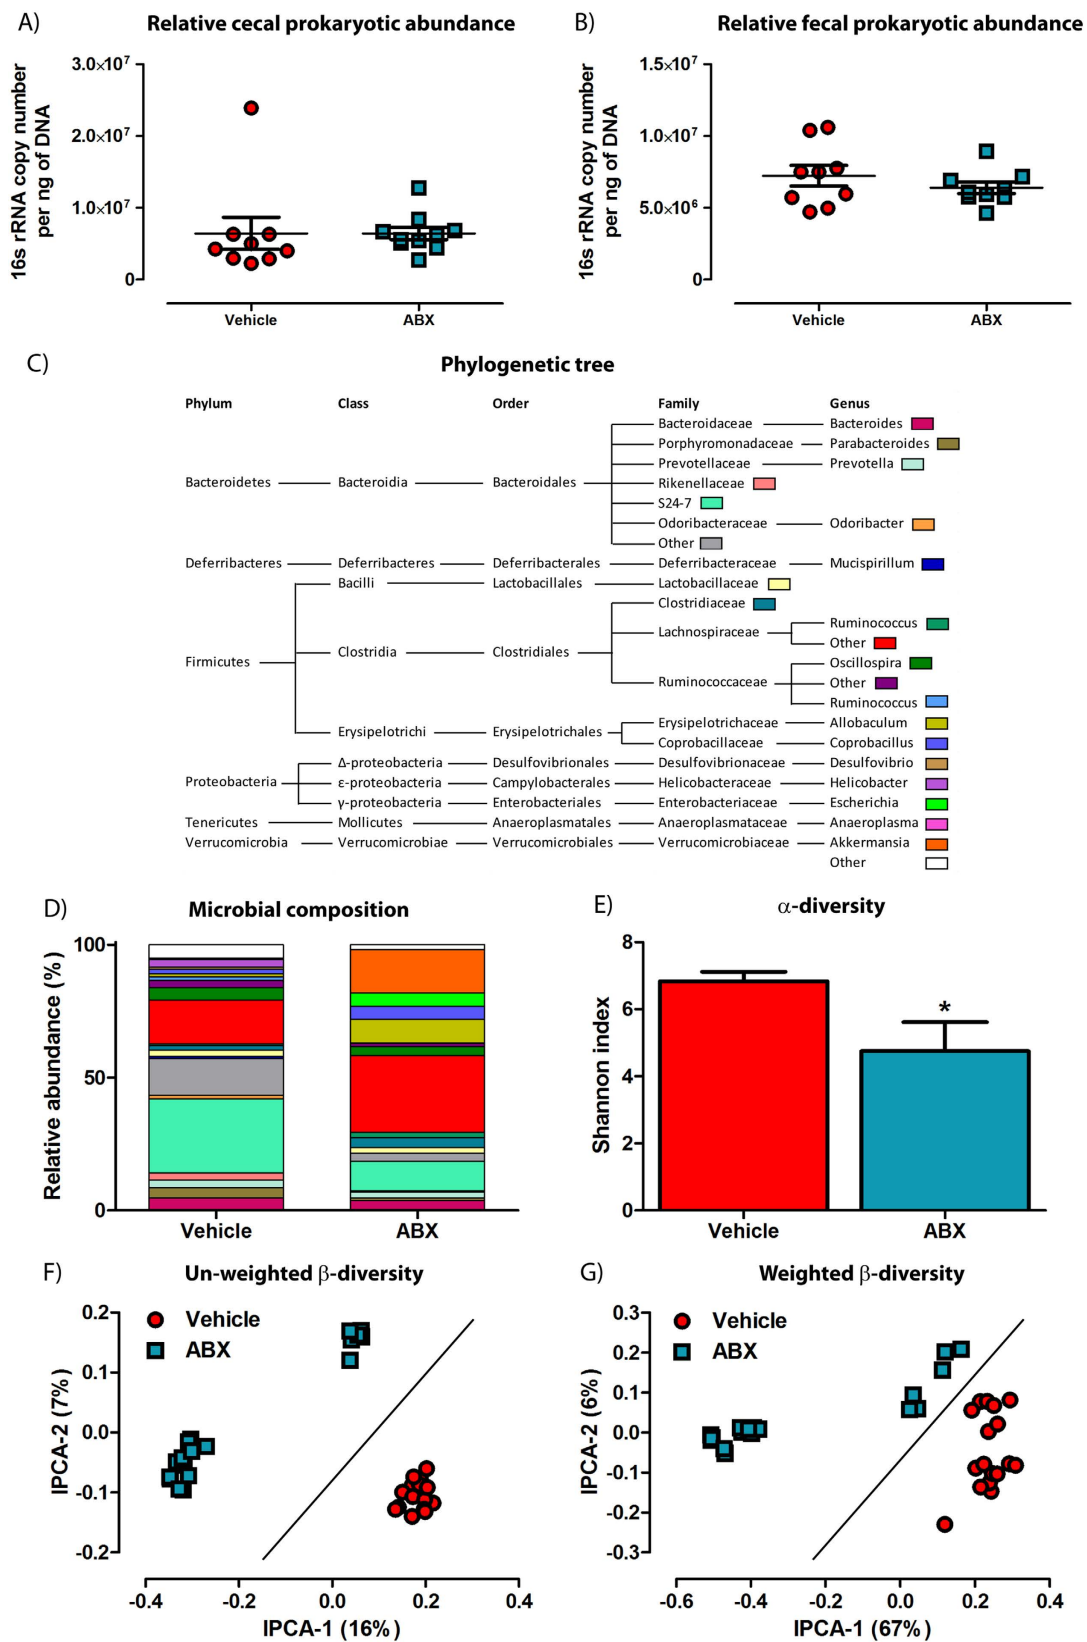 A) Relative cecal prokaryotic abundance
16s rRNA copy number
per ng of DNA
3.0×10⁷
2.0×10⁷
1.0×10⁷
0
Vehicle ABX
B) Relative fecal prokaryotic abundance
16s rRNA copy number
per ng of DNA
1.5×10⁷
1.0×10⁷
5.0×10⁶
0
Vehicle ABX
C) Phylogenetic tree
Phylum Class Order Family Genus
Bacteroidaceae Bacteroides
Porphyromonadaceae Parabacteroides
Prevotellaceae Prevotella
Bacteroidetes Bacteroidia Bacteroidales Rikenellaceae
S24-7
Odoribacteraceae Odoribacter
Other
Deferribacteres Deferribacteres Deferribacterales Deferribacteraceae Mucispirillum
Bacilli Lactobacillales Lactobacillaceae
Clostridiaceae
Ruminococcus
Lachnospiraceae
Other
Clostridia Clostridiales
Firmicutes
Oscillospira
Ruminococcaceae Other
Ruminococcus
Erysipelotrichaceae Allobaculum
Erysipelotrichi Erysipelotrichales
Coprobacillaceae Coprobacillus
Δ-proteobacteria Desulfovibrionales Desulfovibrionaceae Desulfovibrio
Proteobacteria ε-proteobacteria Campylobacterales Helicobacteraceae Helicobacter
γ-proteobacteria Enterobacteriales Enterobacteriaceae Escherichia
Tenericutes Mollicutes Anaeroplasmatales Anaeroplasmataceae Anaeroplasma
Verrucomicrobia Verrucomicrobiae Verrucomicrobiales Verrucomicrobiaceae Akkermansia
Other
D) Microbial composition
Relative abundance (%)
100
50
0
Vehicle ABX
E) α-diversity
Shannon index
8
6
4
2
0
*
Vehicle ABX
F) Un-weighted β-diversity
Vehicle
ABX
IPCA-2 (7%)
0.2
0.1
0.0
-0.1
-0.2
-0.4 -0.2 0.0 0.2 0.4
IPCA-1 (16%)
G) Weighted β-diversity
Vehicle
ABX
IPCA-2 (6%)
0.3
0.2
0.1
0.0
-0.1
-0.2
-0.3
-0.6 -0.4 -0.2 0.0 0.2 0.4
IPCA-1 (67%)